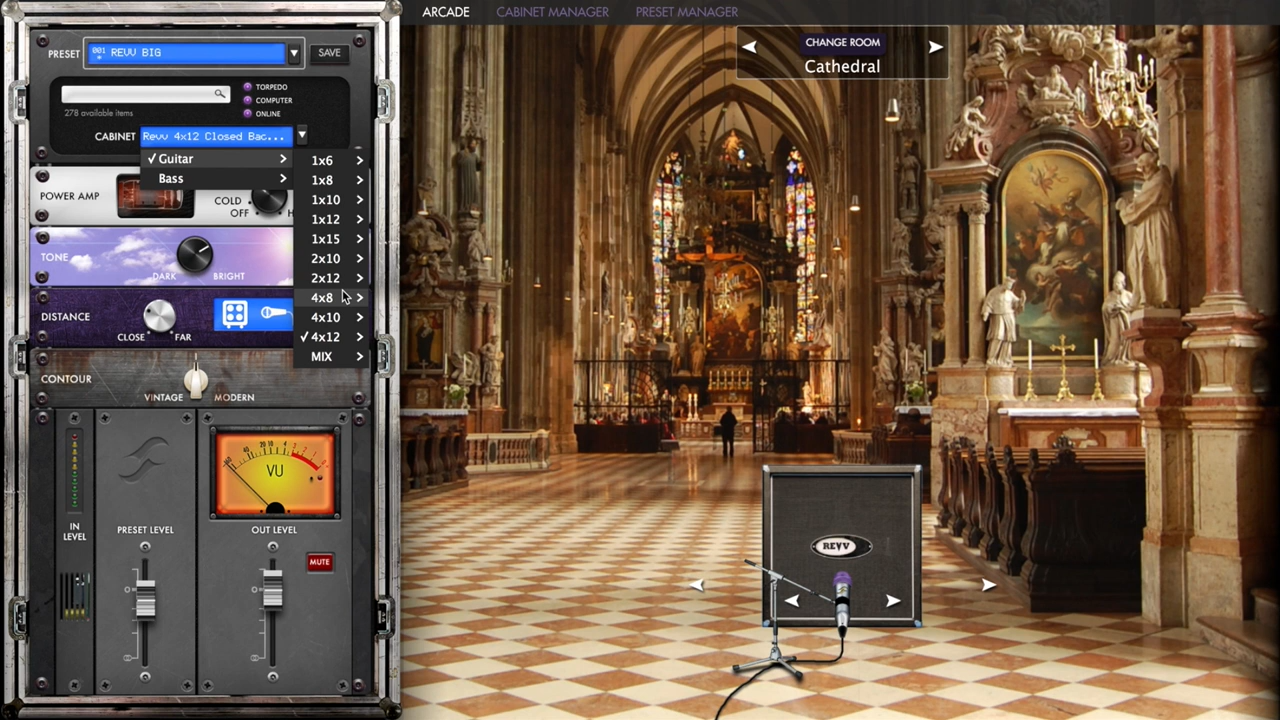 ARCADE CABINET MANAGER PRESET MANAGER
PRESET 001 REVV BIG SAVE
CHANGE ROOM
Cathedral
TORPEDO
COMPUTER
ONLINE
278 available items
CABINET Revv 4x12 Closed Bac...
✓ Guitar
Bass
1x6
1x8
1x10
1x12
1x15
2x10
2x12
4x8
4x10
✓ 4x12
MIX
POWER AMP COLD H
OFF
TONE DARK BRIGHT
DISTANCE CLOSE FAR
CONTOUR VINTAGE MODERN
VU
IN LEVEL
PRESET LEVEL
OUT LEVEL
MUTE
REVV